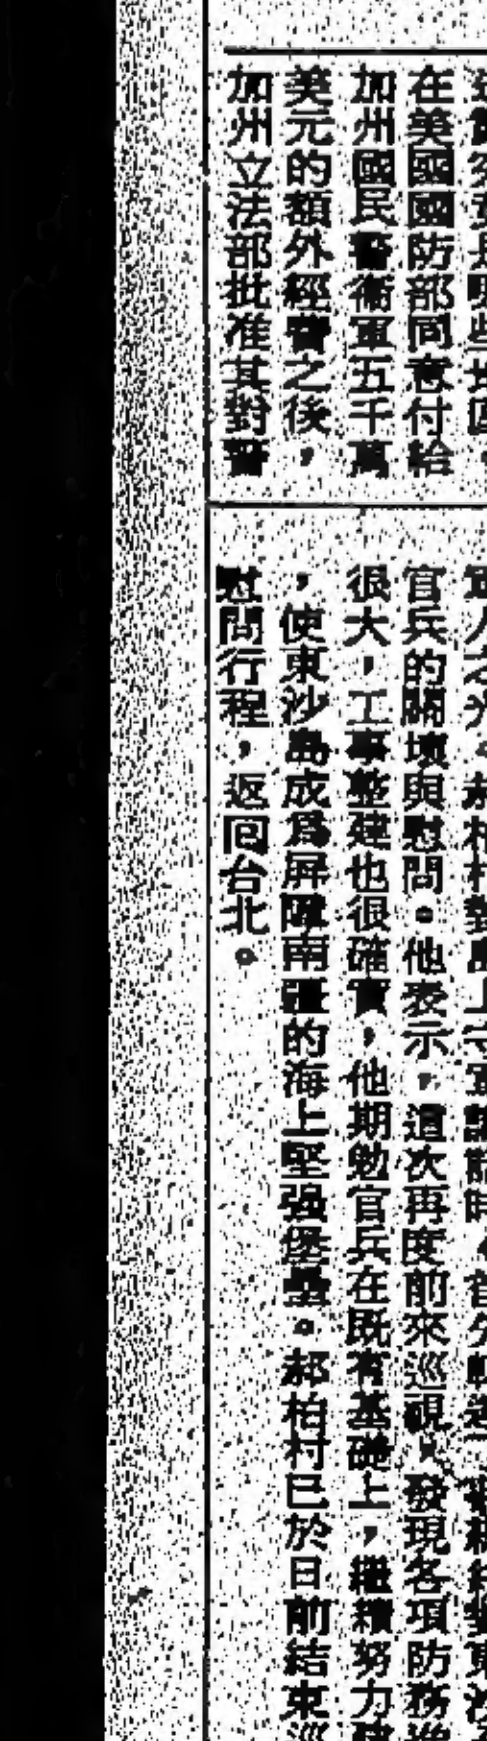 在美國國防部同意付給
加州國民警衛軍五千萬
美元的額外經費之後，
加州立法部批准其對警
官兵的關懷與慰問。他表示，這次再度前來巡視，發現各項防務進
很大，工事整建也很確實，他期勉官兵在既有基礎上，繼續努力
，使東沙島成爲屏障南疆的海上堅强堡壘。郝柏村已於日前結束巡
慰問行程，返回台北。